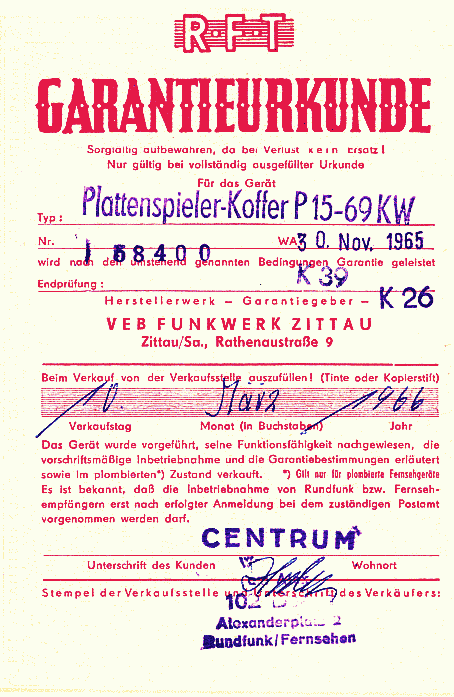 R·F·T
GARANTIEURKUNDE
Sorgfältig aufbewahren, da bei Verlust kein Ersatz!
Nur gültig bei vollständig ausgefüllter Urkunde
Für das Gerät
Typ: Plattenspieler-Koffer P 15-69 KW
Nr. 68400 WA 30. Nov. 1965
wird nach den umstehend genannten Bedingungen Garantie geleistet
Endprüfung: K 39
Herstellerwerk – Garantiegeber – K 26
VEB FUNKWERK ZITTAU
Zittau/Sa., Rathenaustraße 9
Beim Verkauf von der Verkaufsstelle auszufüllen! (Tinte oder Kopierstift)
10. März 1966
Verkaufstag Monat (in Buchstaben) Jahr
Das Gerät wurde vorgeführt, seine Funktionsfähigkeit nachgewiesen, die
vorschriftsmäßige Inbetriebnahme und die Garantiebestimmungen erläutert
sowie im plombierten*) Zustand verkauft. *) Gilt nur für plombierte Fernsehgeräte
Es ist bekannt, daß die Inbetriebnahme von Rundfunk bzw. Fernseh-
empfängern erst nach erfolgter Anmeldung bei dem zuständigen Postamt
vorgenommen werden darf.
CENTRUM
Unterschrift des Kunden Wohnort
Stempel der Verkaufsstelle und Unterschrift des Verkäufers:
102
Alexanderplatz 2
Rundfunk/Fernsehen